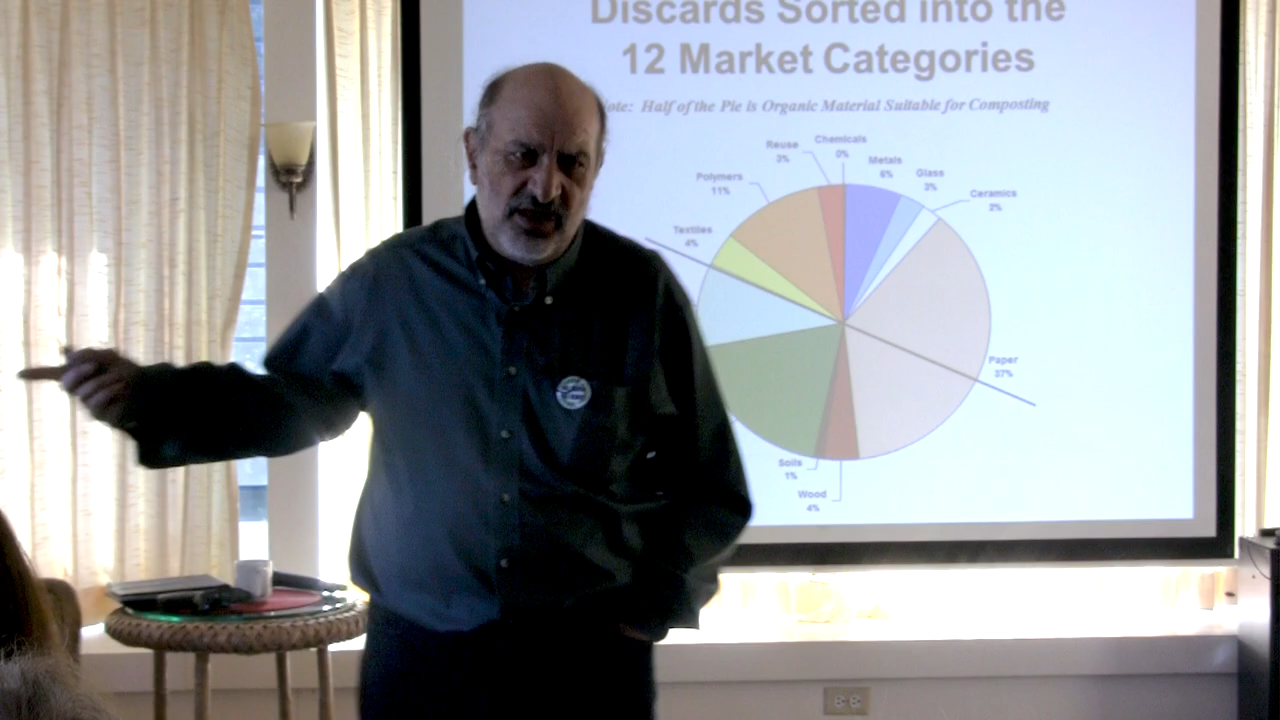 Discards Sorted into the
12 Market Categories
Note: Half of the Pie is Organic Material Suitable for Composting
Chemicals
0%
Reuse
3%
Metals
6%
Glass
3%
Polymers
11%
Ceramics
2%
Textiles
4%
Paper
37%
Soils
1%
Wood
4%